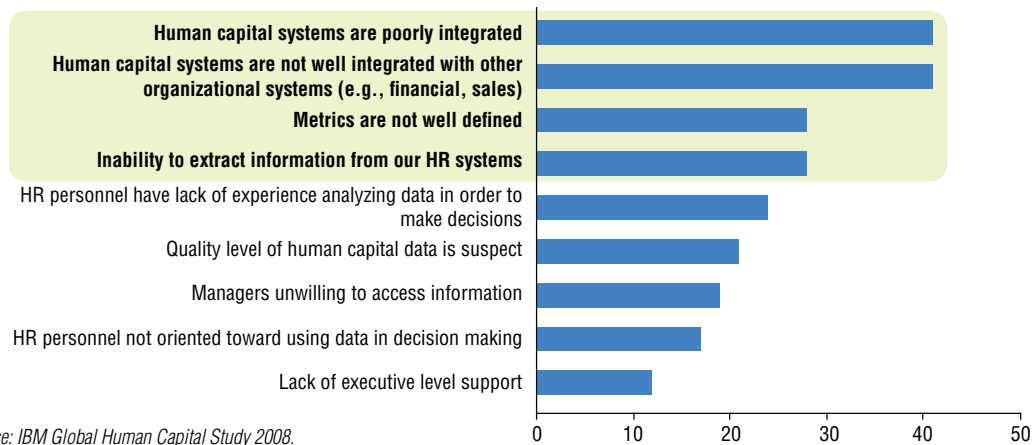 Human capital systems are poorly integrated
Human capital systems are not well integrated with other
organizational systems (e.g., financial, sales)
Metrics are not well defined
Inability to extract information from our HR systems
HR personnel have lack of experience analyzing data in order to
make decisions
Quality level of human capital data is suspect
Managers unwilling to access information
HR personnel not oriented toward using data in decision making
Lack of executive level support
0 10 20 30 40 50
e: IBM Global Human Capital Study 2008.